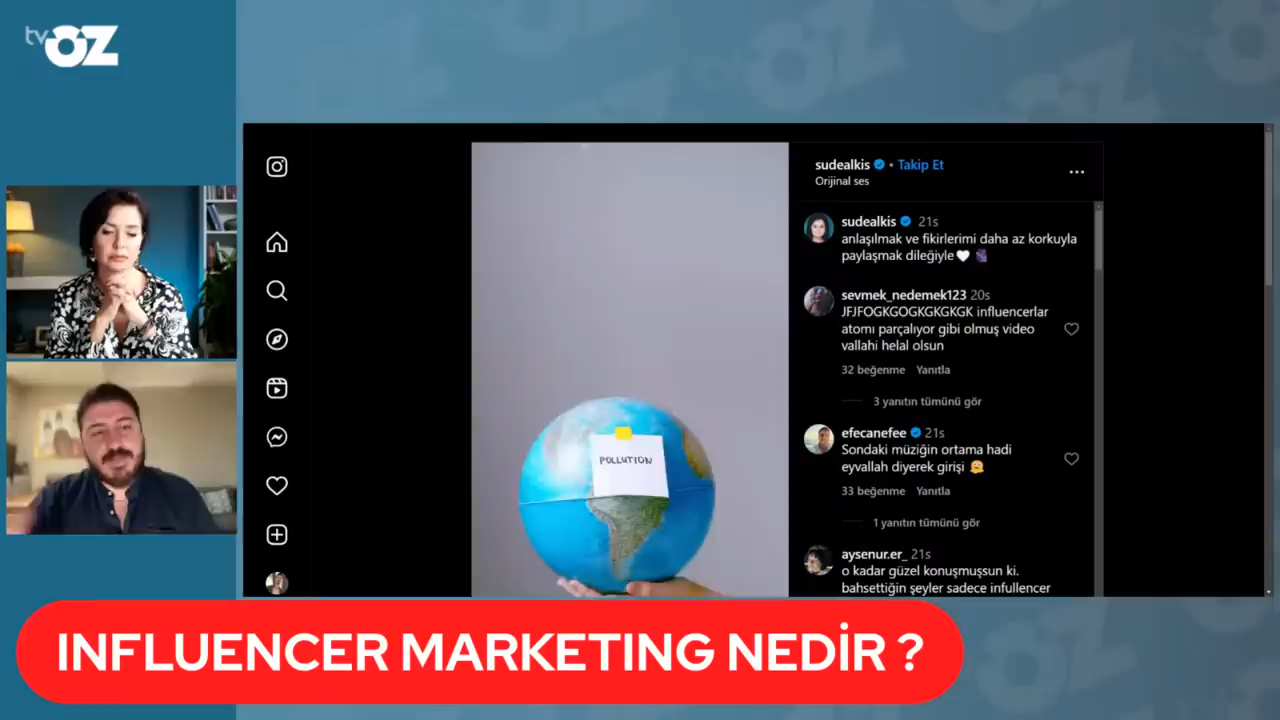 tv ÖZ
sudealkis • Takip Et
Orijinal ses
sudealkis 21s
anlaşılmak ve fikirlerimi daha az korkuyla
paylaşmak dileğiyle🤍
sevmek_nedemek123 20s
JFJFOGKGOGKGKGKGK influencerlar
atomı parçalıyor gibi olmuş video
vallahi helal olsun
32 beğenme Yanıtla
3 yanıtın tümünü gör
efecanefee 21s
Sondaki müziğin ortama hadi
eyvallah diyerek girişi
33 beğenme Yanıtla
1 yanıtın tümünü gör
aysenur.er_ 21s
o kadar güzel konuşmuşsun ki.
bahsettiğin şeyler sadece infullencer
POLLUTION
INFLUENCER MARKETING NEDİR ?